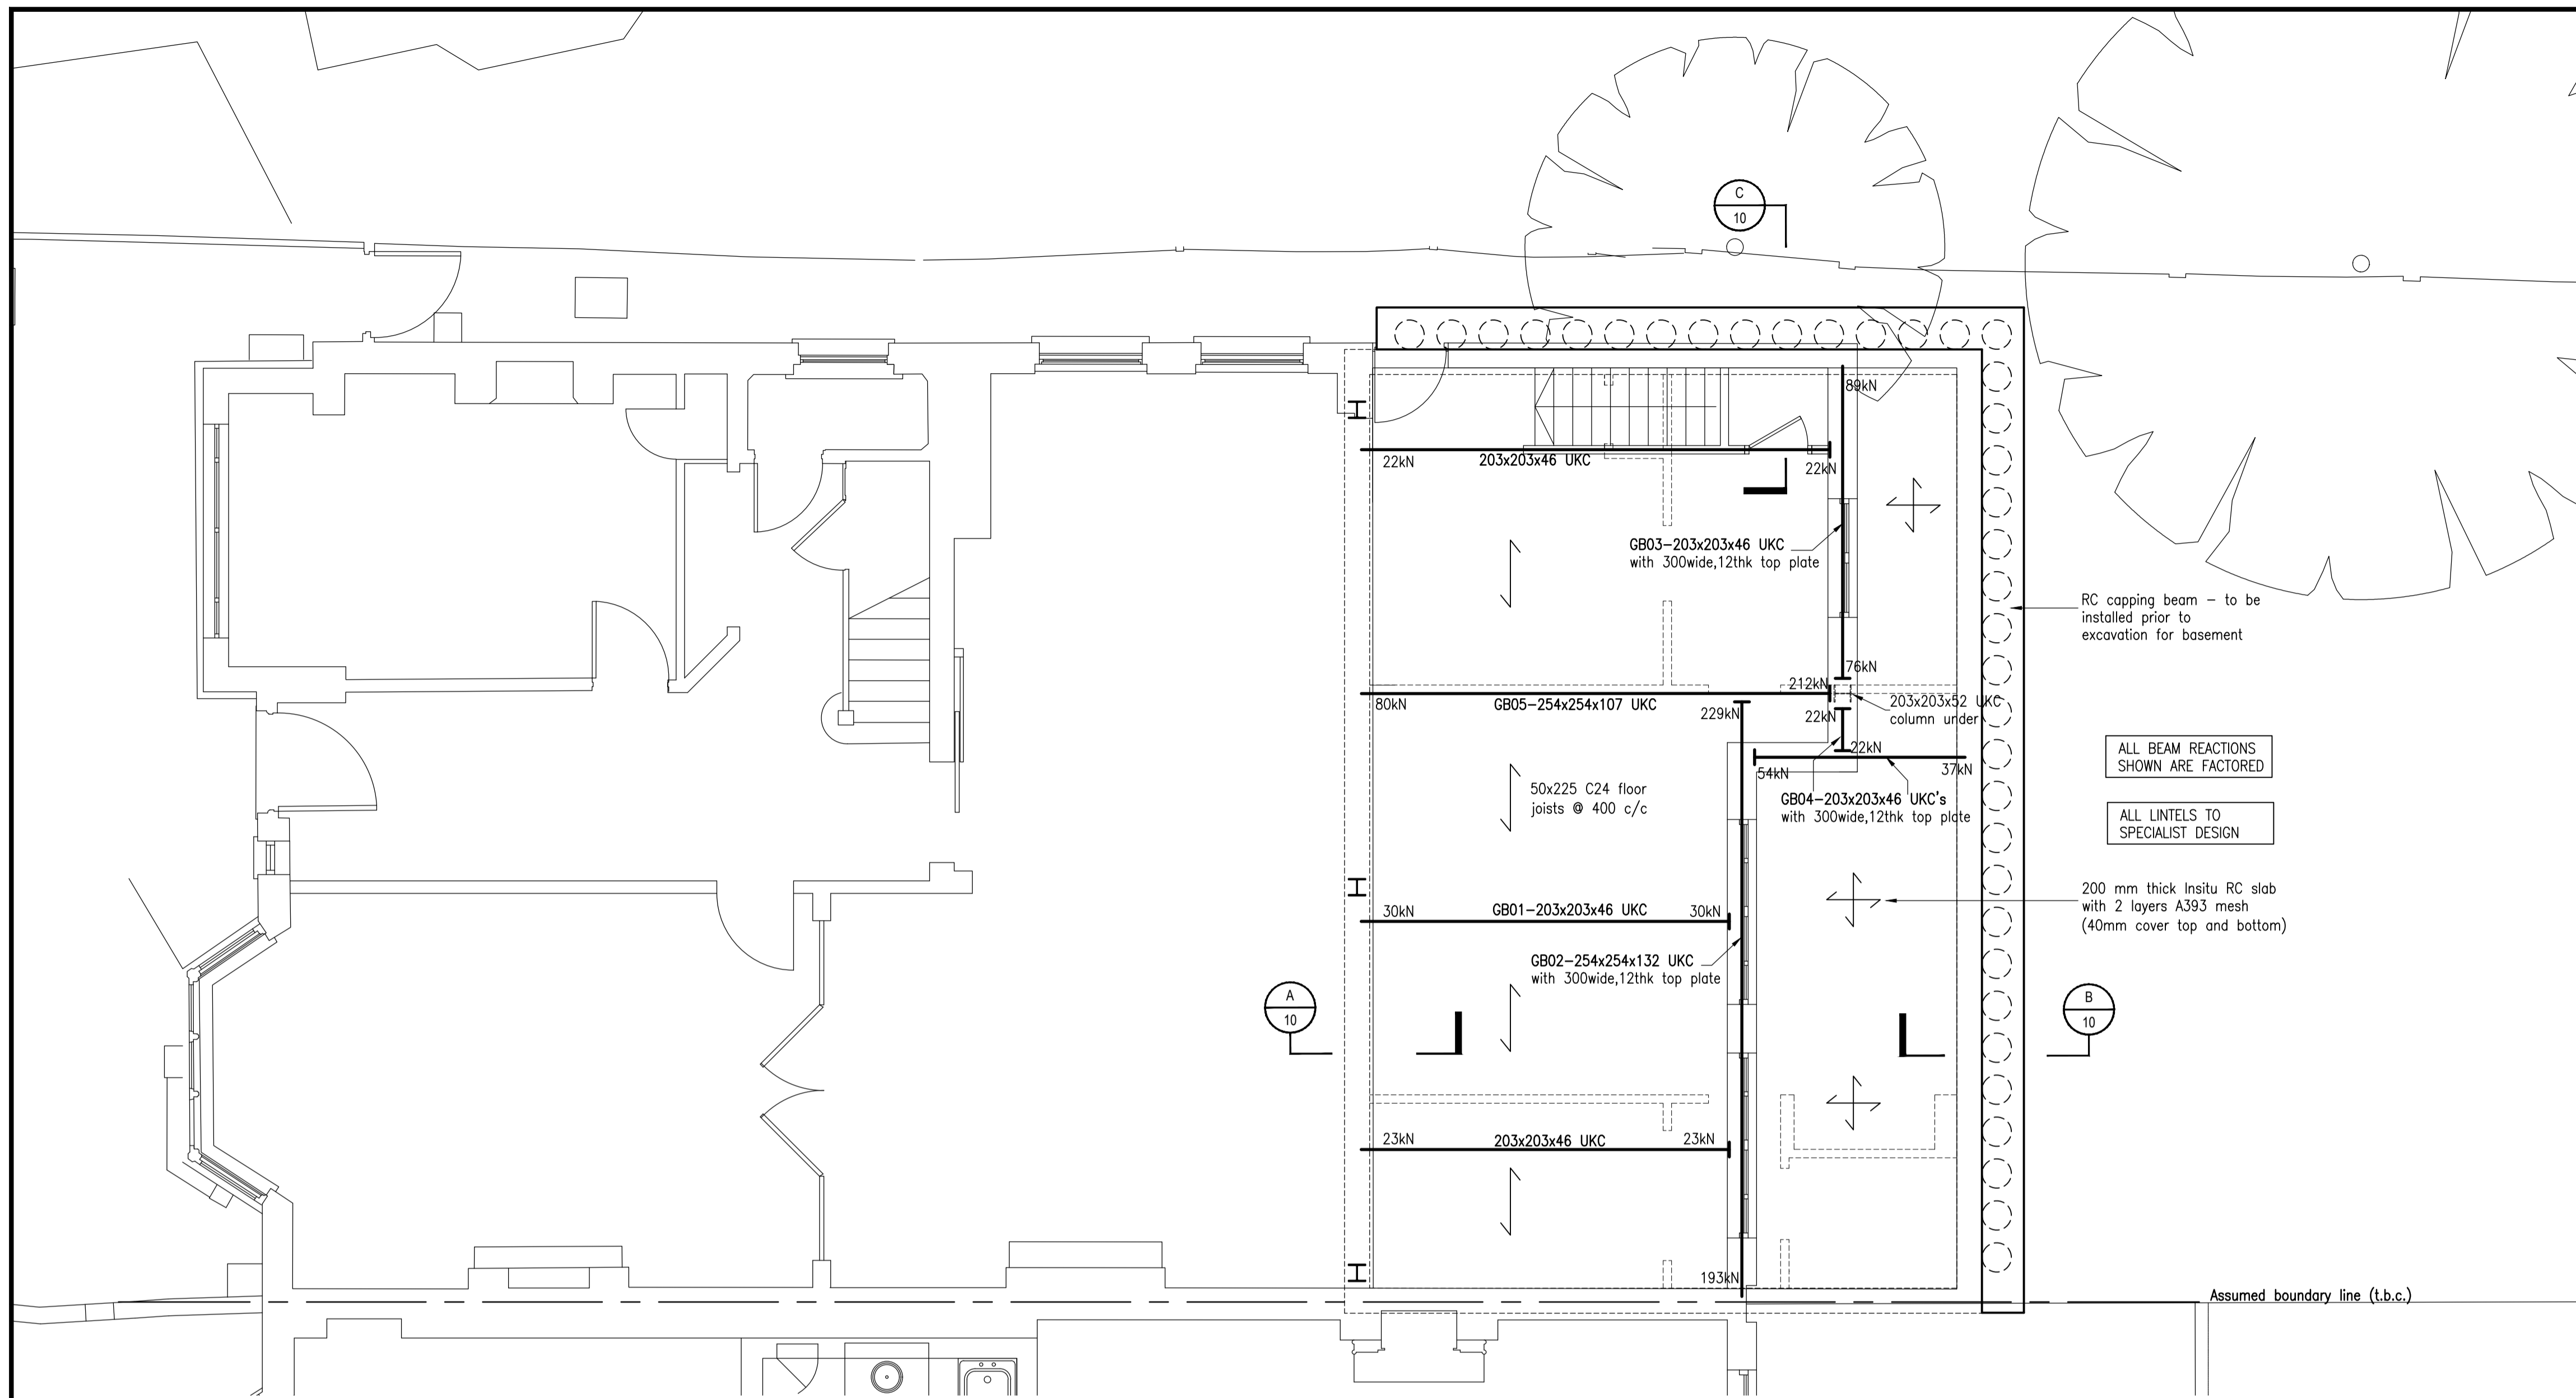 C
10
89kN
22kN
203x203x46 UKC
22kN
GB03-203x203x46 UKC
with 300wide,12thk top plate
RC capping beam – to be
installed prior to
excavation for basement
76kN
212kN
80kN
GB05-254x254x107 UKC
203x203x52 UKC
column under
229kN
22kN
22kN
54kN
37kN
ALL BEAM REACTIONS
SHOWN ARE FACTORED
50x225 C24 floor
joists @ 400 c/c
GB04-203x203x46 UKC's
with 300wide,12thk top plate
ALL LINTELS TO
SPECIALIST DESIGN
200 mm thick Insitu RC slab
with 2 layers A393 mesh
(40mm cover top and bottom)
30kN
GB01-203x203x46 UKC
30kN
GB02-254x254x132 UKC
with 300wide,12thk top plate
A
10
B
10
23kN
203x203x46 UKC
23kN
193kN
Assumed boundary line (t.b.c.)